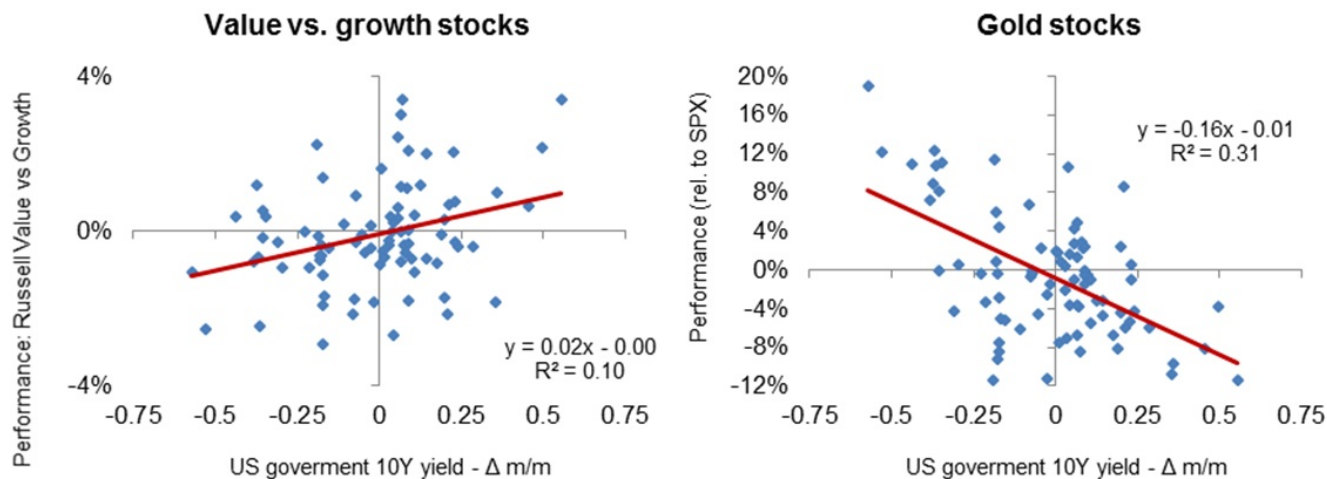 Value vs. growth stocks
Performance: Russell Value vs Growth
4%
0%
-4%
-0.75
-0.5
-0.25
0
0.25
0.5
0.75
y = 0.02x - 0.00
R² = 0.10
US goverment 10Y yield - Δ m/m
Gold stocks
Performance (rel. to SPX)
20%
16%
12%
8%
4%
0%
-4%
-8%
-12%
-0.75
-0.5
-0.25
0
0.25
0.5
0.75
y = -0.16x - 0.01
R² = 0.31
US goverment 10Y yield - Δ m/m